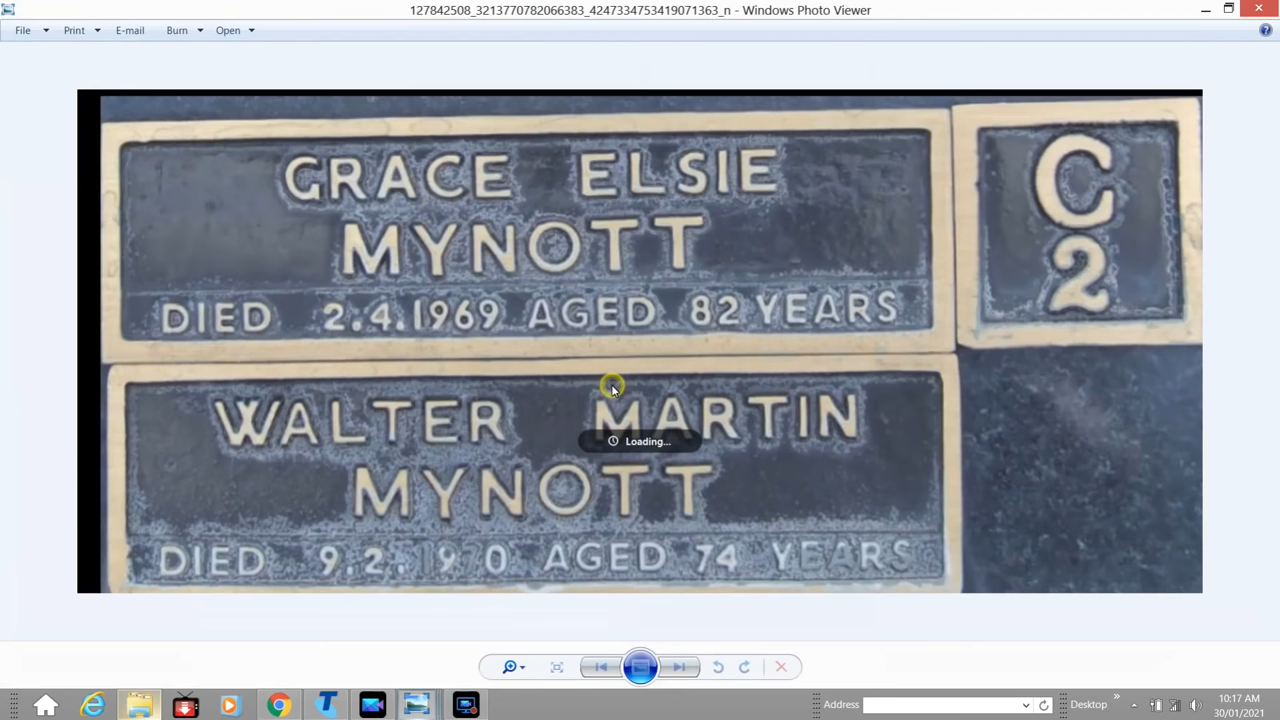 127842508_3213770782066383_4247334753419071363_n - Windows Photo Viewer
File Print E-mail Burn Open
GRACE ELSIE
MYNOTT
DIED 2.4.1969 AGED 82 YEARS
C
2
WALTER MARTIN
Loading...
MYNOTT
DIED 9.2.1970 AGED 74 YEARS
Address
Desktop
10:17 AM
30/01/2021